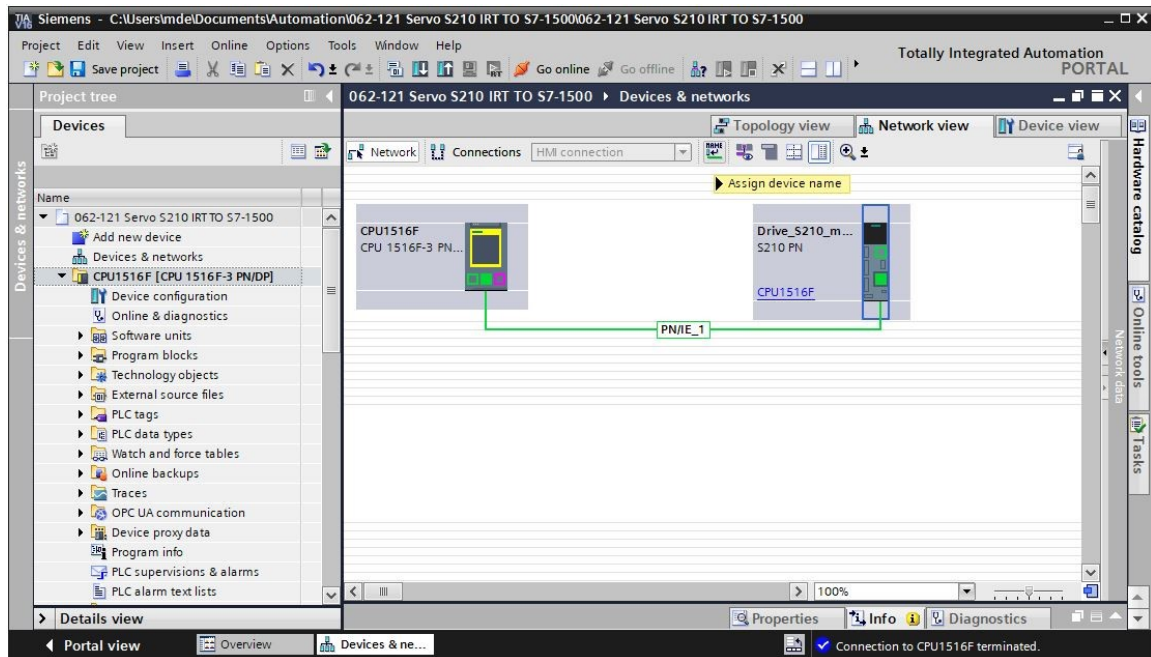 Siemens - C:\Users\mde\Documents\Automation\062-121 Servo S210 IRT TO S7-1500\062-121 Servo S210 IRT TO S7-1500
Project Edit View Insert Online Options Tools Window Help
Totally Integrated Automation
PORTAL
Save project Go online Go offline
Project tree
062-121 Servo S210 IRT TO S7-1500 Devices & networks
Devices
Topology view Network view Device view
Network Connections HMI connection
Assign device name
Name
062-121 Servo S210 IRT TO S7-1500
Add new device
Devices & networks
CPU1516F [CPU 1516F-3 PN/DP]
Device configuration
Online & diagnostics
Software units
Program blocks
Technology objects
External source files
PLC tags
PLC data types
Watch and force tables
Online backups
Traces
OPC UA communication
Device proxy data
Program info
PLC supervisions & alarms
PLC alarm text lists
CPU1516F
CPU 1516F-3 PN...
Drive_S210_m...
S210 PN
CPU1516F
PN/IE_1
100%
Devices & networks
Hardware catalog
Online tools
Tasks
Network data
Details view
Properties Info Diagnostics
Portal view Overview Devices & ne...
Connection to CPU1516F terminated.